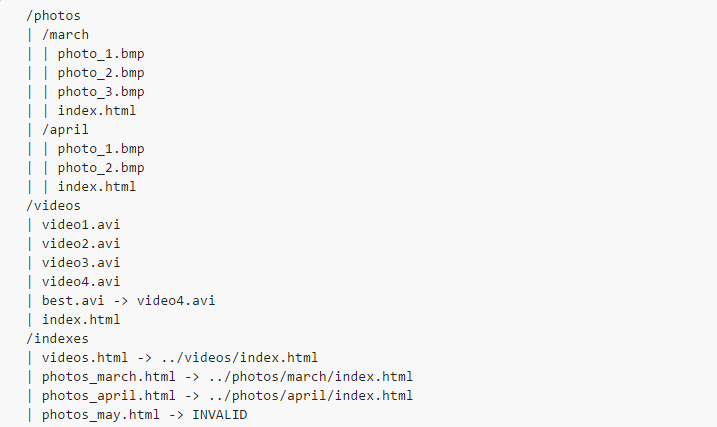 /photos
| /march
| | photo_1.bmp
| | photo_2.bmp
| | photo_3.bmp
| | index.html
| /april
| | photo_1.bmp
| | photo_2.bmp
| | index.html
/videos
| video1.avi
| video2.avi
| video3.avi
| video4.avi
| best.avi -> video4.avi
| index.html
/indexes
| videos.html -> ../videos/index.html
| photos_march.html -> ../photos/march/index.html
| photos_april.html -> ../photos/april/index.html
| photos_may.html -> INVALID